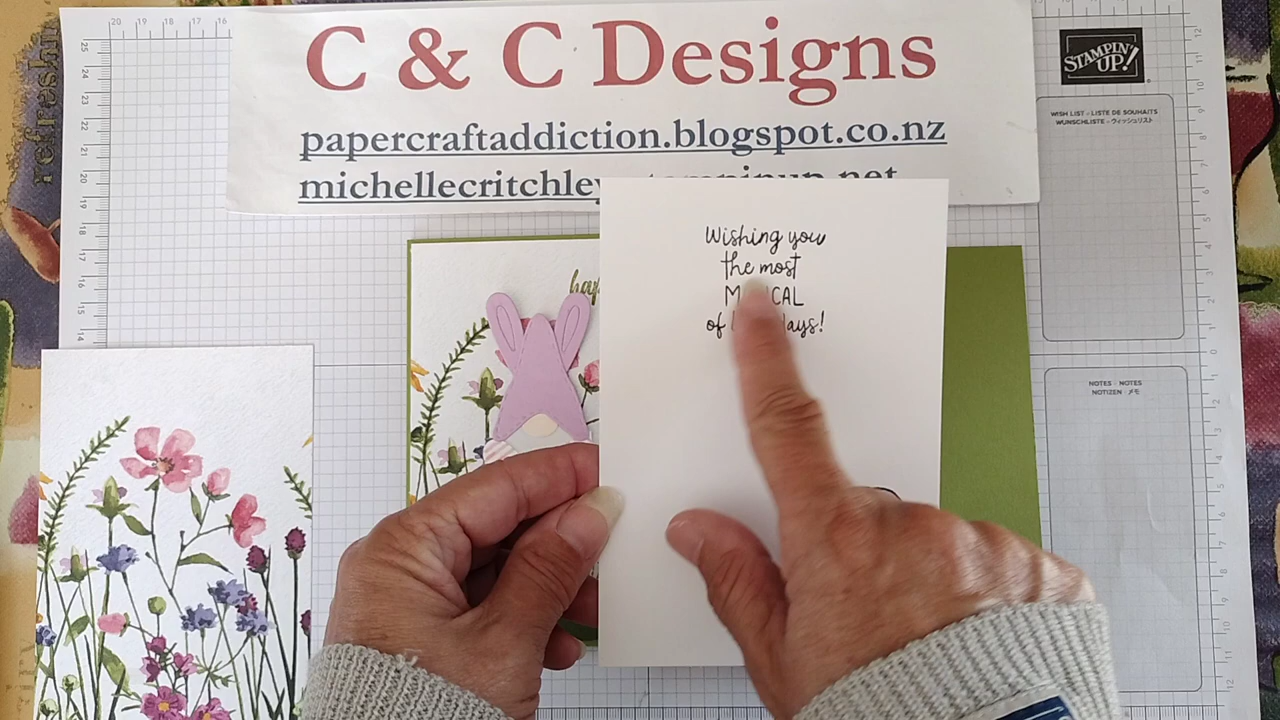 C & C Designs
papercraftaddiction.blogspot.co.nz
STAMPIN' UP!
WISH LIST · LISTE DE SOUHAITS
WUNSCHLISTE · ウィッシュリスト
Wishing you
the most
of
NOTES · NOTES
NOTIZEN · メモ